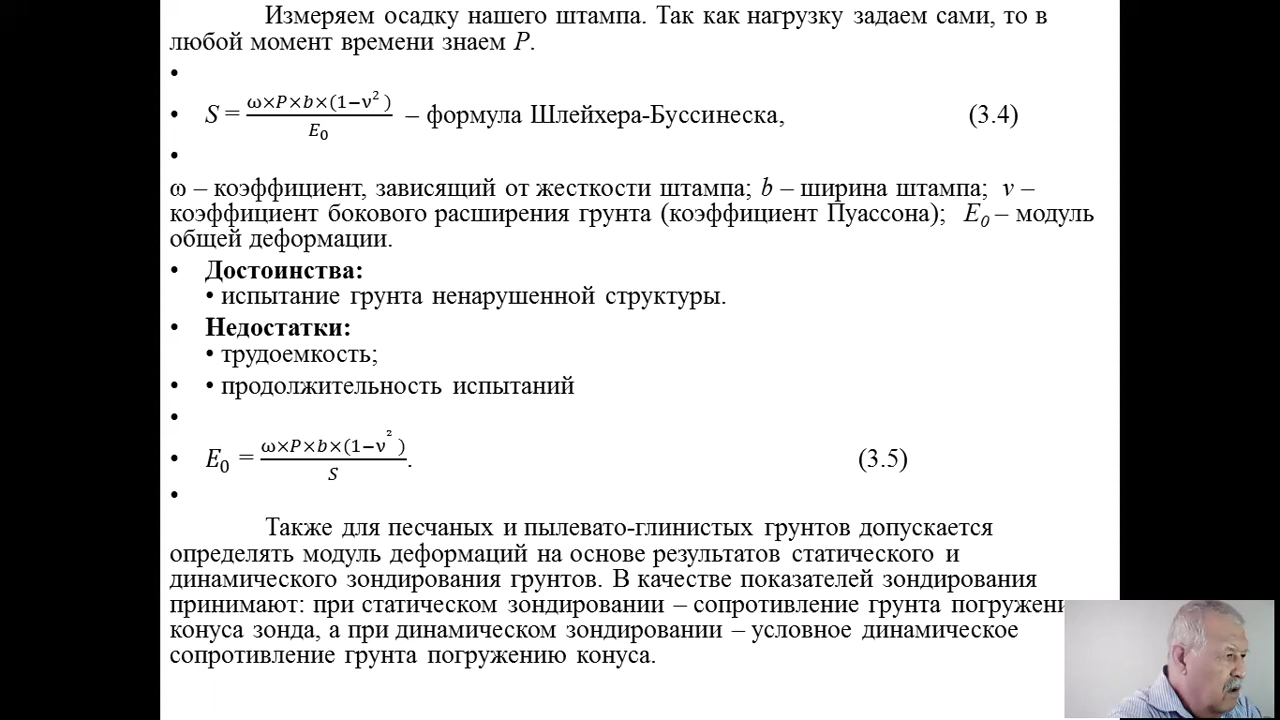 Измеряем осадку нашего штампа. Так как нагрузку задаем сами, то в
любой момент времени знаем P.
•
• S = ω×P×b×(1−ν²) / E₀ – формула Шлейхера-Буссинеска, (3.4)
•
ω – коэффициент, зависящий от жесткости штампа; b – ширина штампа; ν –
коэффициент бокового расширения грунта (коэффициент Пуассона); E₀ – модуль
общей деформации.
• Достоинства:
• испытание грунта ненарушенной структуры.
• Недостатки:
• трудоемкость;
• • продолжительность испытаний
•
• E₀ = ω×P×b×(1−ν²) / S. (3.5)
•
Также для песчаных и пылевато-глинистых грунтов допускается
определять модуль деформаций на основе результатов статического и
динамического зондирования грунтов. В качестве показателей зондирования
принимают: при статическом зондировании – сопротивление грунта погружени
конуса зонда, а при динамическом зондировании – условное динамическое
сопротивление грунта погружению конуса.